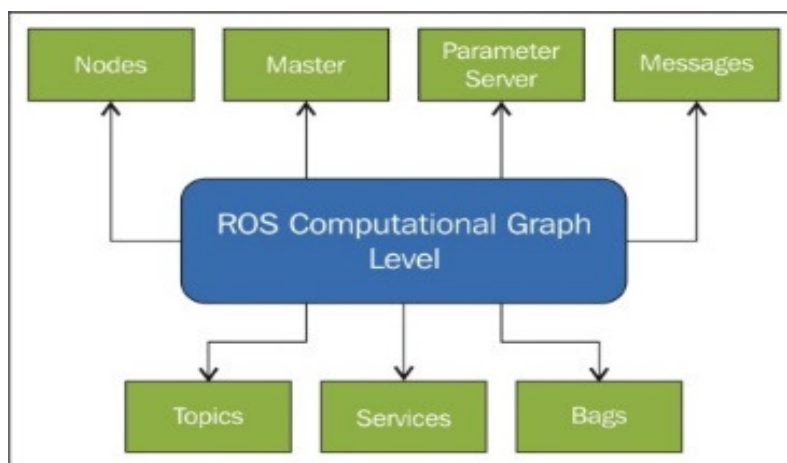 Nodes
Master
Parameter
Server
Messages
ROS Computational Graph
Level
Topics
Services
Bags